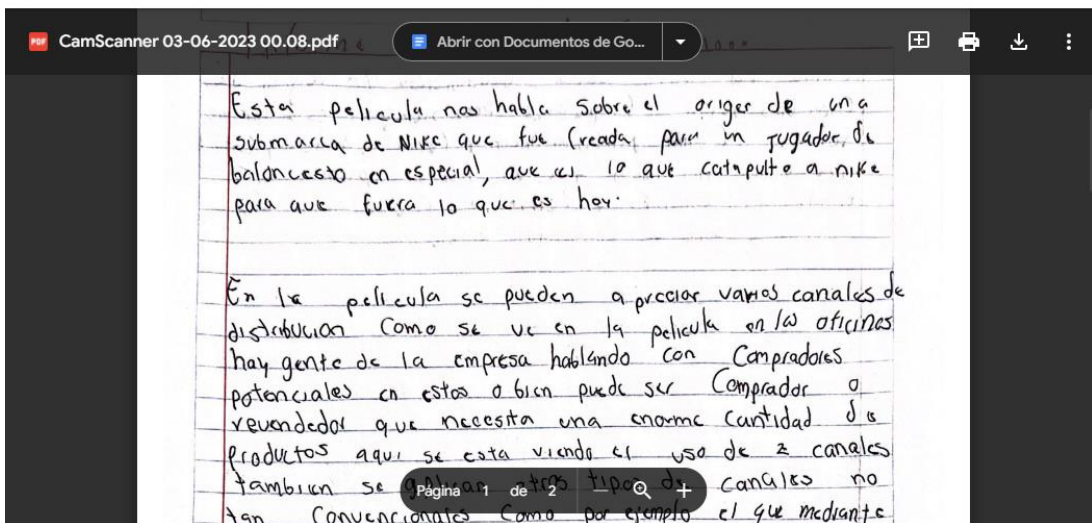 CamScanner 03-06-2023 00.08.pdf
Abrir con Documentos de Go...
Esta pelicula nos habla sobre el origen de una
submarca de Nike que fue Creada para un jugador de
baloncesto en especial, que es lo que catapulto a nike
para que fuera lo que es hoy.
En la pelicula se pueden apreciar varios canales de
distribucion Como se ve en la pelicula en las oficinas
hay gente de la empresa hablando con Compradores
potenciales en estos o bien puede ser Comprador o
revendedor que necesita una enorme cantidad de
productos aqui se esta viendo el uso de 2 canales
tambien se otros tipos de canales no
tan Convencionales Como por ejemplo el que mediante
Página 1 de 2